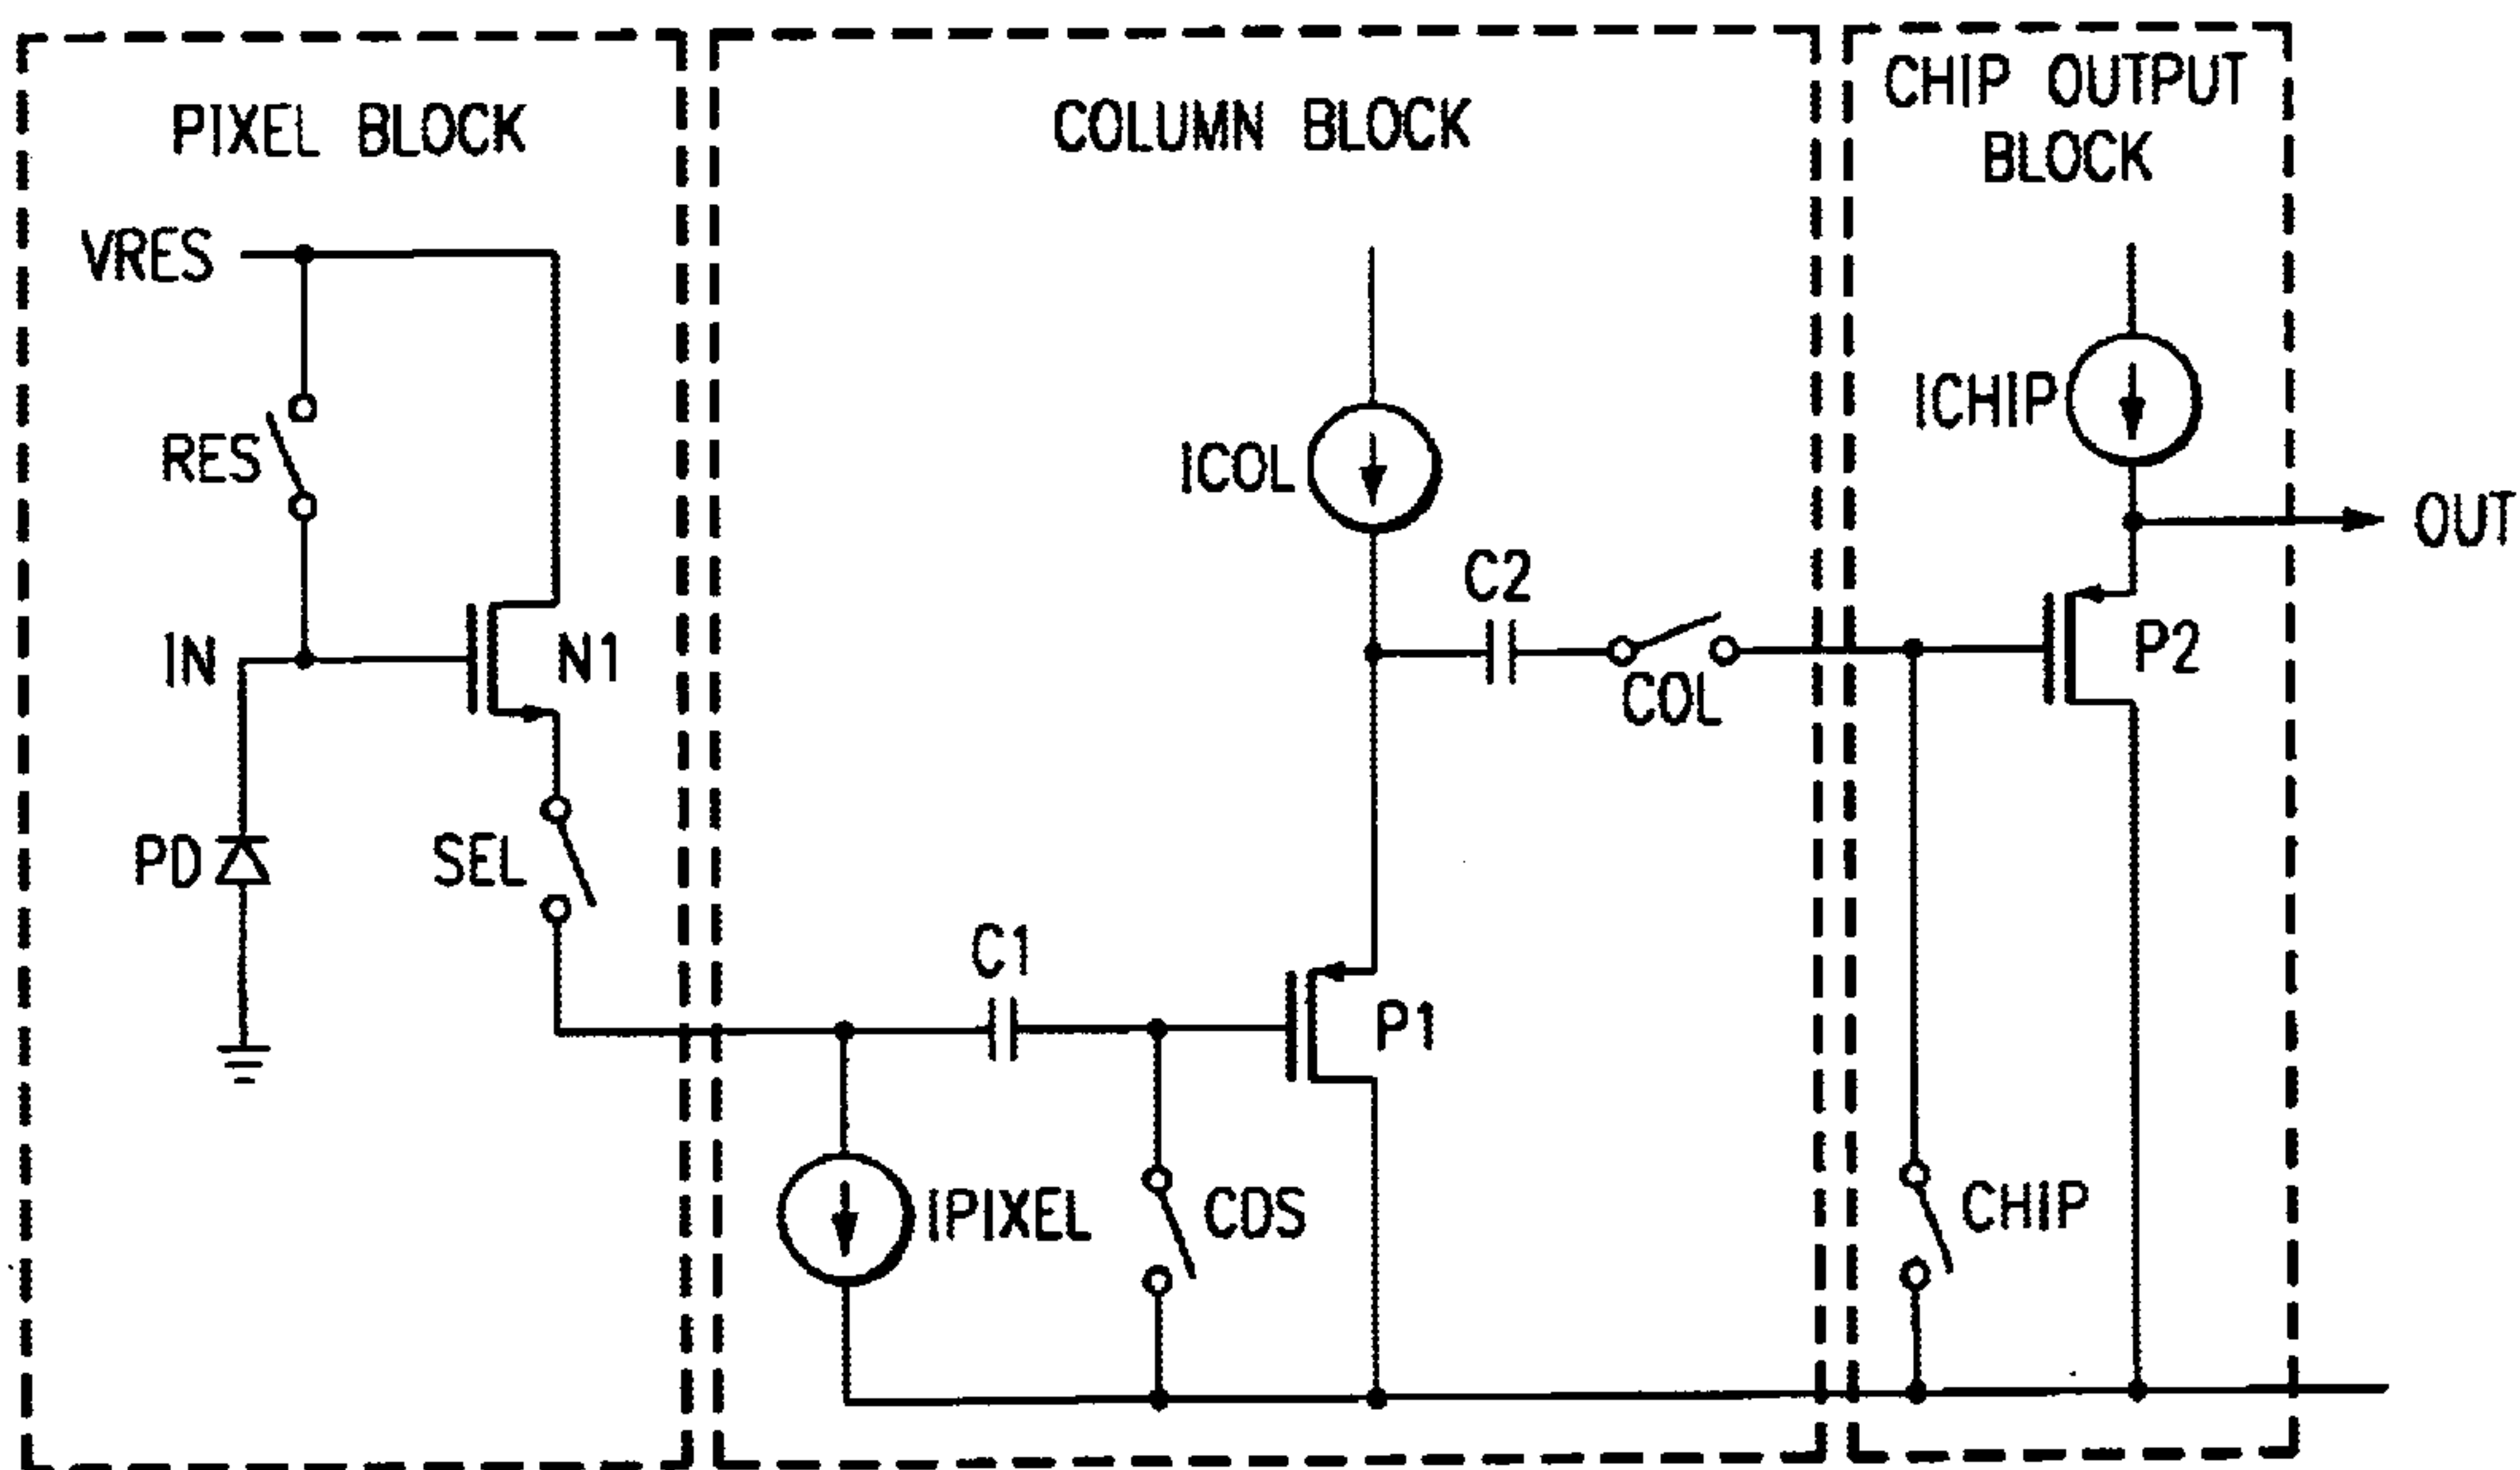 PIXEL BLOCK
COLUMN BLOCK
CHIP OUTPUT
BLOCK
VRES
RES
IN
N1
PD
SEL
ICOL
C2
COL
C1
P1
IPIXEL
CDS
ICHIP
OUT
P2
CHIP